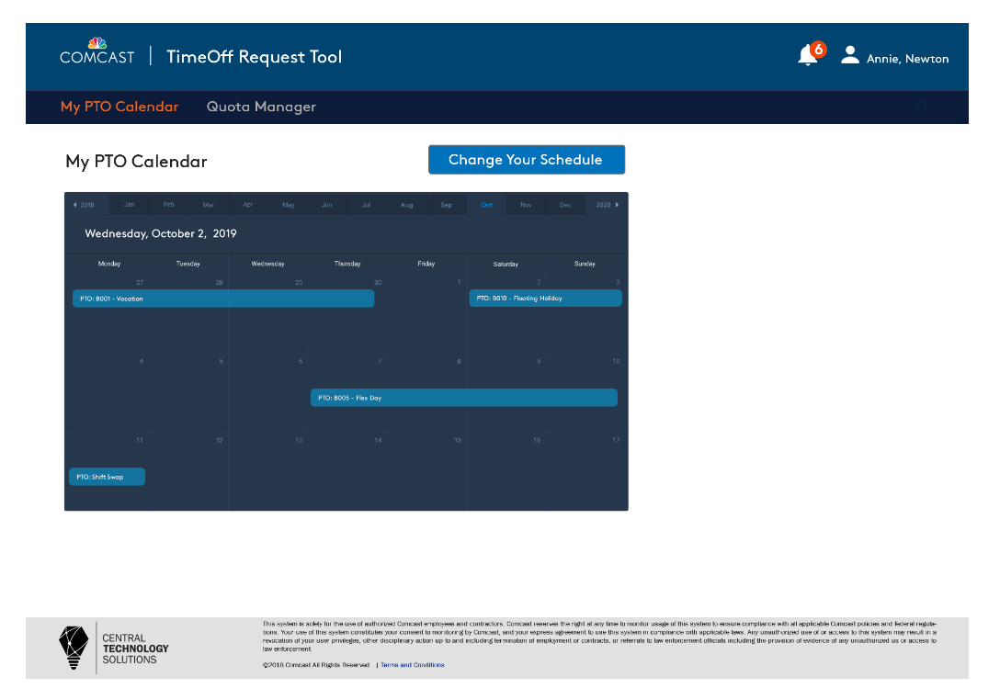 COMCAST | TimeOff Request Tool
6
Annie, Newton
My PTO Calendar
Quota Manager
My PTO Calendar
Change Your Schedule
2018 Jan Feb Mar Apr May Jun Jul Aug Sep Oct Nov Dec 2020
Wednesday, October 2, 2019
Monday Tuesday Wednesday Thursday Friday Saturday Sunday
27 28 29 30 1 2 3
PTO: B001 - Vacation
PTO: B010 - Floating Holiday
4 5 6 7 8 9 10
PTO: B005 - Flex Day
11 12 13 14 15 16 17
PTO: Shift Swap
CENTRAL
TECHNOLOGY
SOLUTIONS
This system is solely for the use of authorized Comcast employees and contractors. Comcast reserves the right at any time to monitor usage of this system to ensure compliance with all applicable Comcast policies and federal regula-
tions. Your use of this system constitutes your consent to monitoring by Comcast, and your express agreement to use this system in compliance with applicable laws. Any unauthorized use of or access to this system may result in a
revocation of your user privileges, other disciplinary action up to and including termination of employment or contracts, or referrals to law enforcement officials including the provision of evidence of any unauthorized us or access to
law enforcement
©2018 Comcast All Rights Reserved | Terms and Conditions